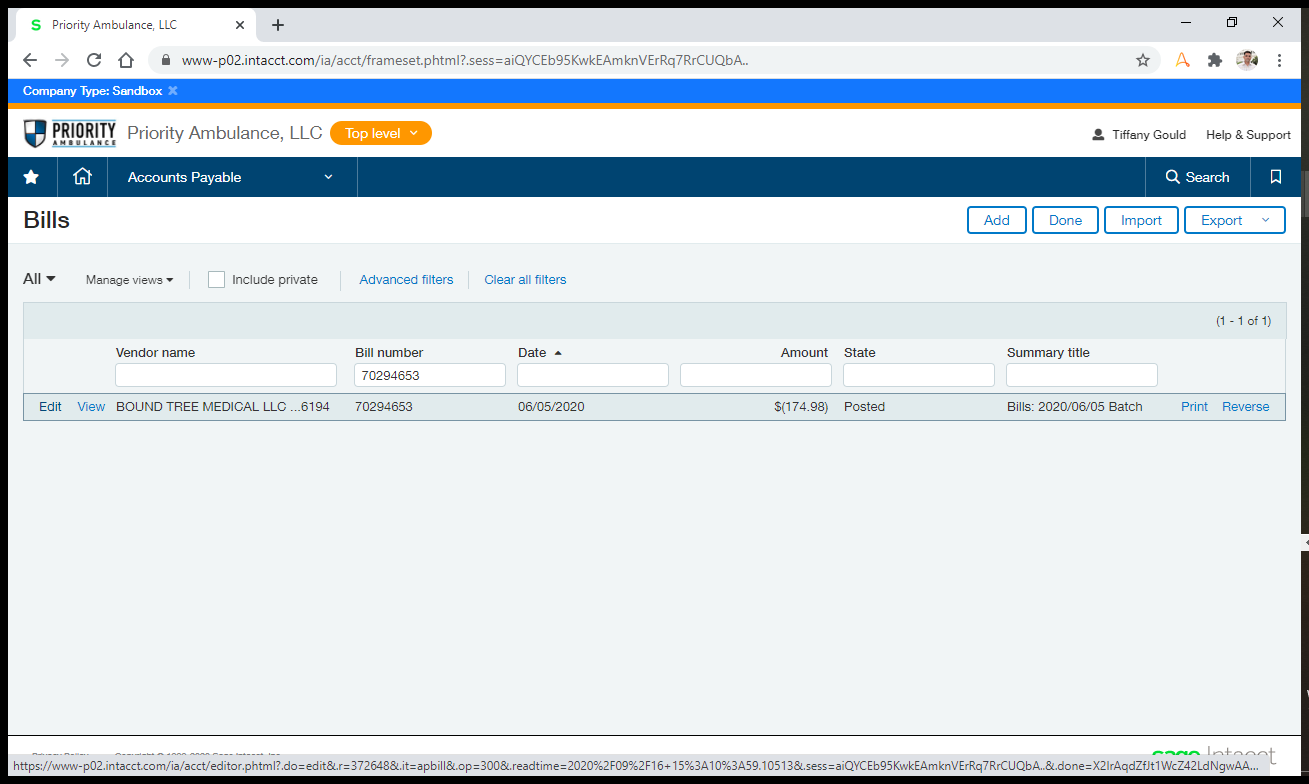 Priority Ambulance, LLC
www-p02.intacct.com/ia/acct/frameset.phtml?.sess=aiQYCEb95KwkEAmknVErRq7RrCUQbA..
Company Type: Sandbox
PRIORITY AMBULANCE Priority Ambulance, LLC Top level Tiffany Gould Help & Support
Accounts Payable Search
Bills Add Done Import Export
All Manage views Include private Advanced filters Clear all filters
(1 - 1 of 1)
Vendor name Bill number Date Amount State Summary title
70294653
Edit View BOUND TREE MEDICAL LLC ...6194 70294653 06/05/2020 $(174.98) Posted Bills: 2020/06/05 Batch Print Reverse
sage Intacct
https://www-p02.intacct.com/ia/acct/editor.phtml?.do=edit&.r=372648&.it=apbill&.op=300&.readtime=2020%2F09%2F16+15%3A10%3A59.10513&.sess=aiQYCEb95KwkEAmknVErRq7RrCUQbA..&.done=X2IrAqdZfJt1WcZ42LdNgwAA...